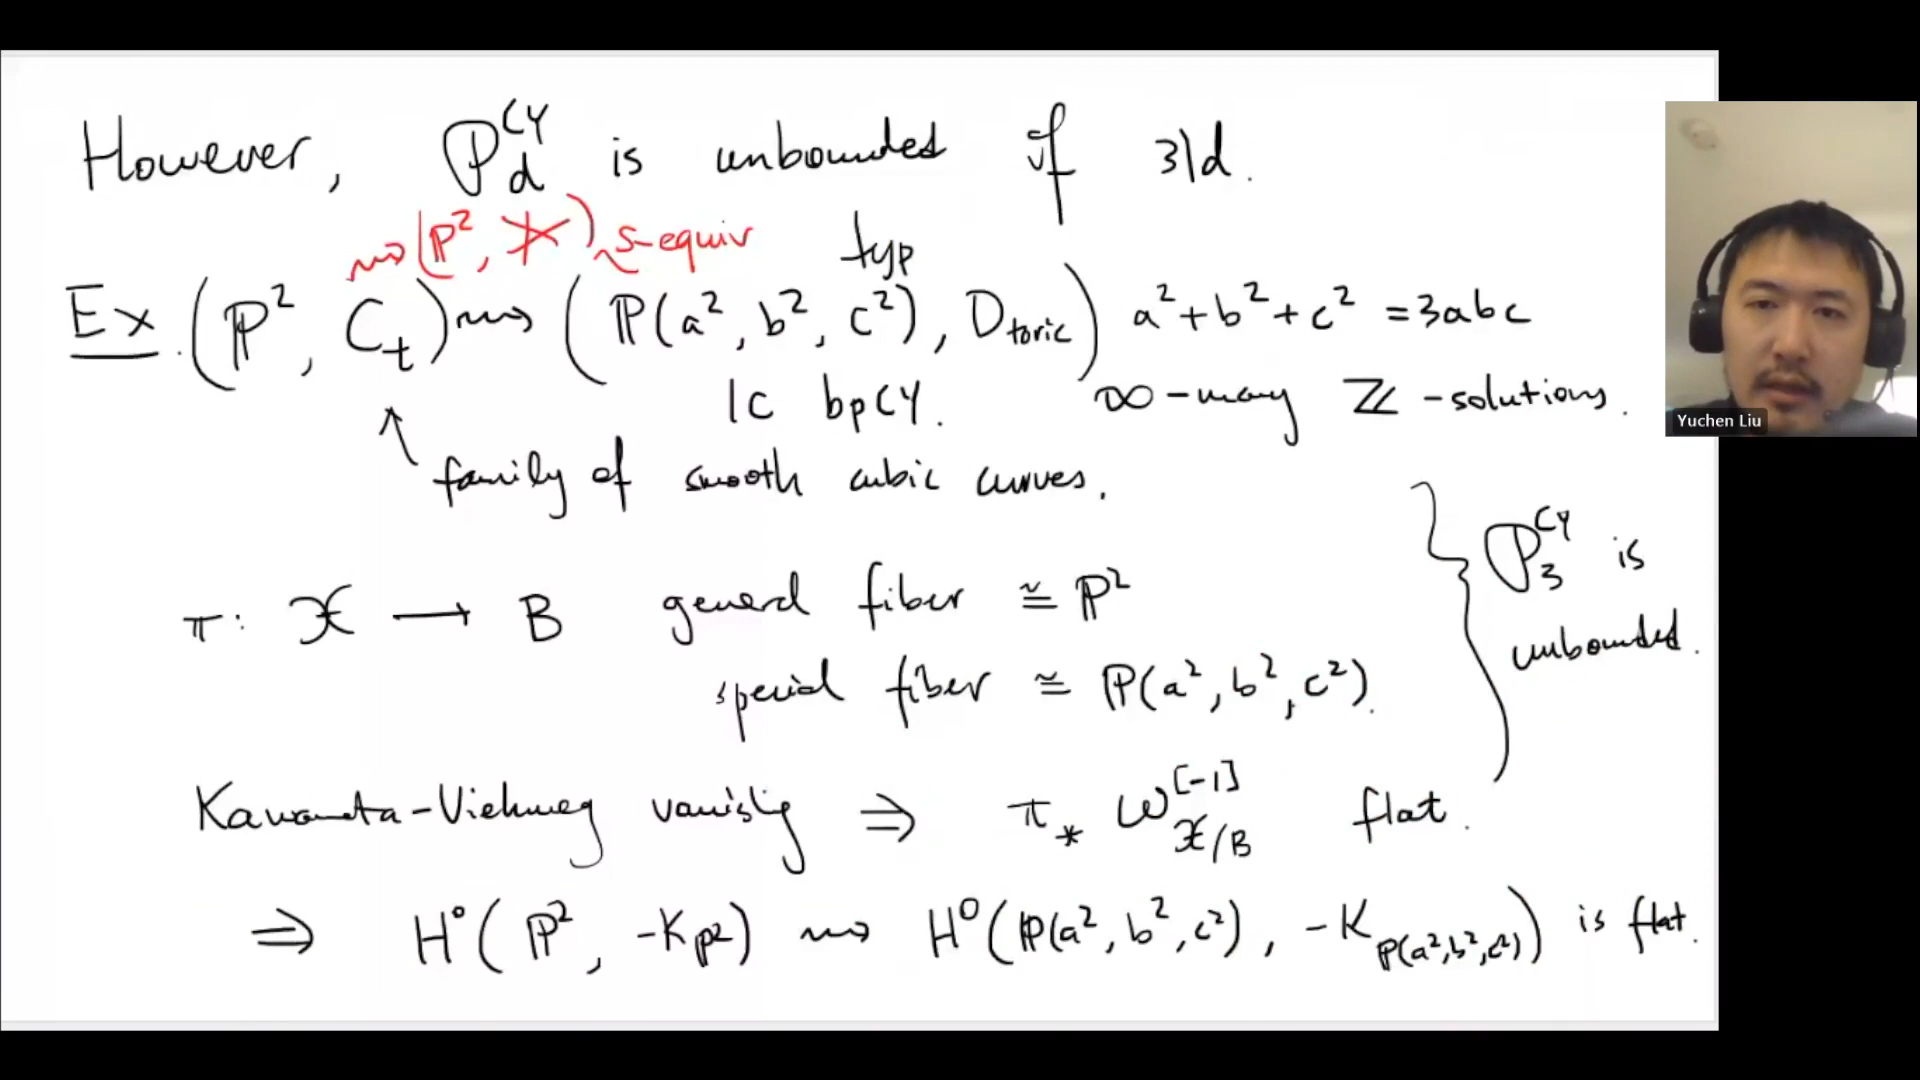 However, P_d^{CY} is unbounded if 3|d.
⇝ (P², ) ~ S-equiv
typ
Ex. (P², C_t) ⇝ (P(a², b², c²), D_toric) a²+b²+c² = 3abc
lc bpCY. ∞-many Z-solutions.
↑ family of smooth cubic curves.
π: X → B general fiber ≅ P²
special fiber ≅ P(a², b², c²).
P_3^{CY} is unbounded.
Kawamata-Viehweg vanishing ⇒ π_* ω_{X/B}^{[-1]} flat.
⇒ H⁰(P², -K_{P²}) ⇝ H⁰(P(a², b², c²), -K_{P(a²,b²,c²)}) is flat.
Yuchen Liu